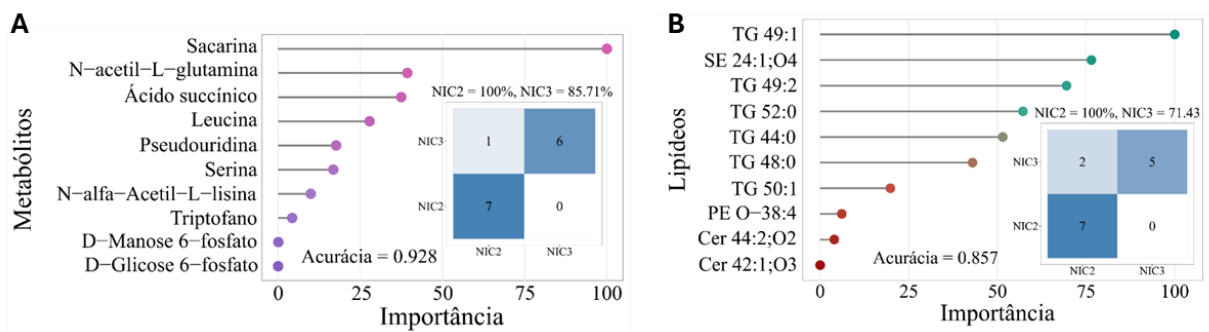 A
Metabólitos
Sacarina
N−acetil−L−glutamina
Ácido succínico
Leucina
Pseudouridina
Serina
N−alfa−Acetil−L−lisina
Triptofano
D−Manose 6−fosfato
D−Glicose 6−fosfato
NIC2 = 100%, NIC3 = 85.71%
NIC3
1
6
NIC2
7
0
NIC2
NIC3
Acurácia = 0.928
0
25
50
75
100
Importância
B
Lipídeos
TG 49:1
SE 24:1;O4
TG 49:2
TG 52:0
TG 44:0
TG 48:0
TG 50:1
PE O−38:4
Cer 44:2;O2
Cer 42:1;O3
NIC2 = 100%, NIC3 = 71.43
NIC3
2
5
NIC2
7
0
NIC2
NIC3
Acurácia = 0.857
0
25
50
75
100
Importância